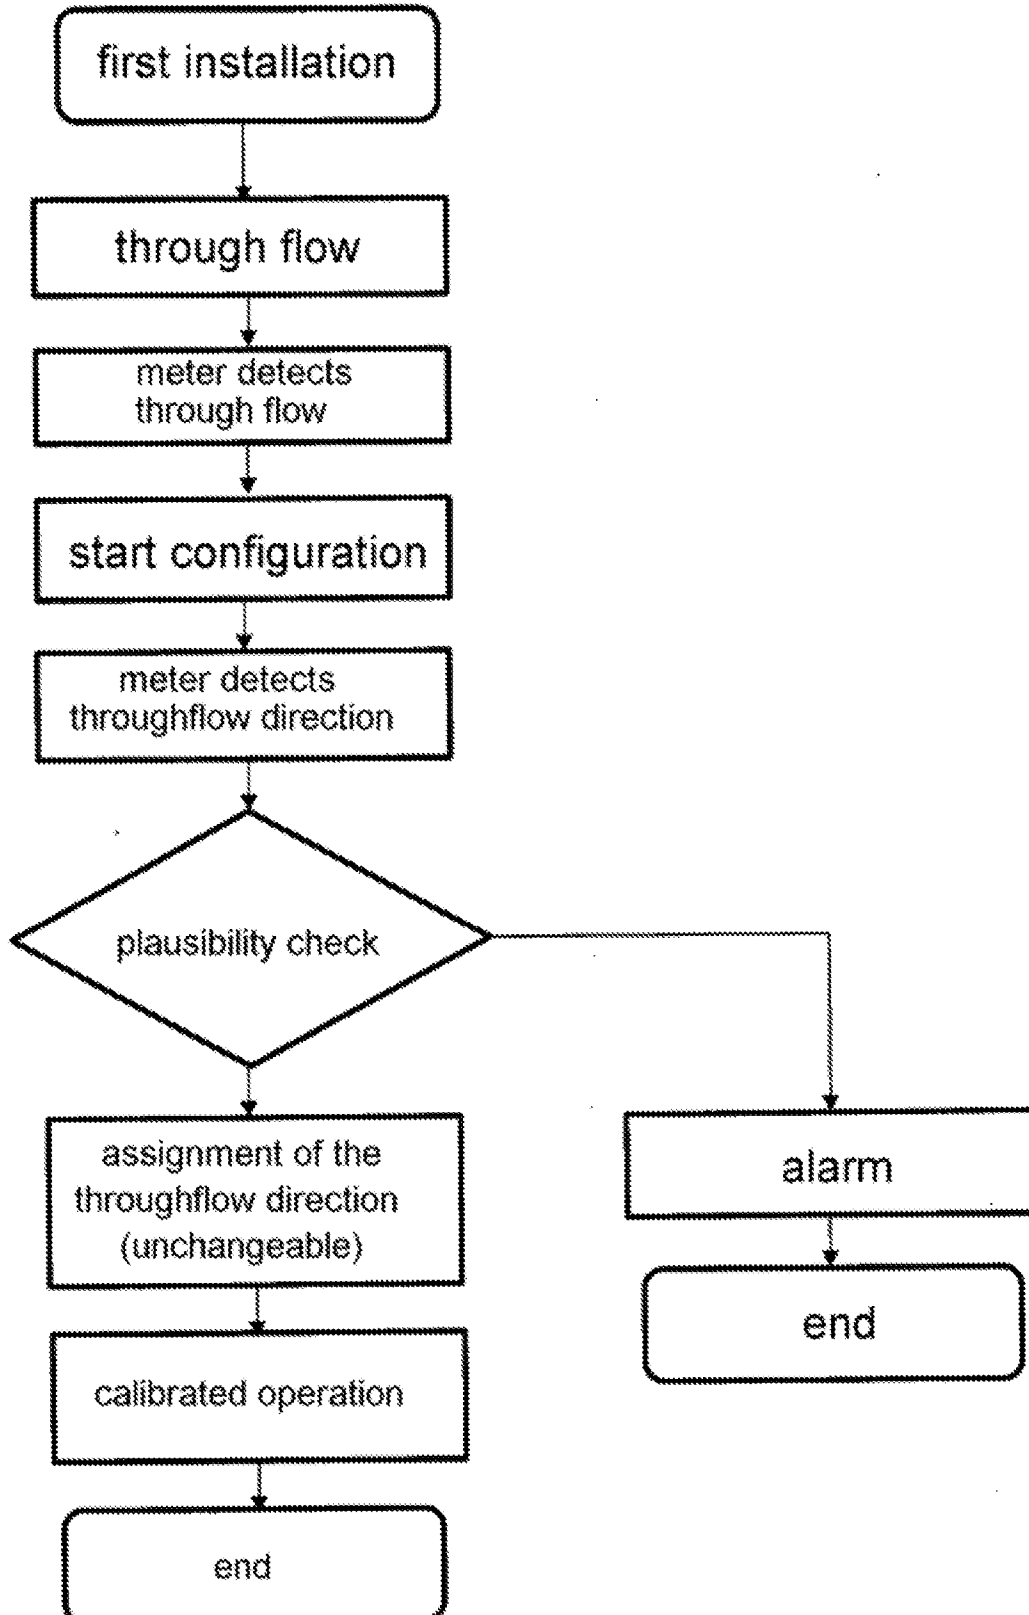 first installation
through flow
meter detects
through flow
start configuration
meter detects
throughflow direction
plausibility check
assignment of the
throughflow direction
(unchangeable)
alarm
end
calibrated operation
end